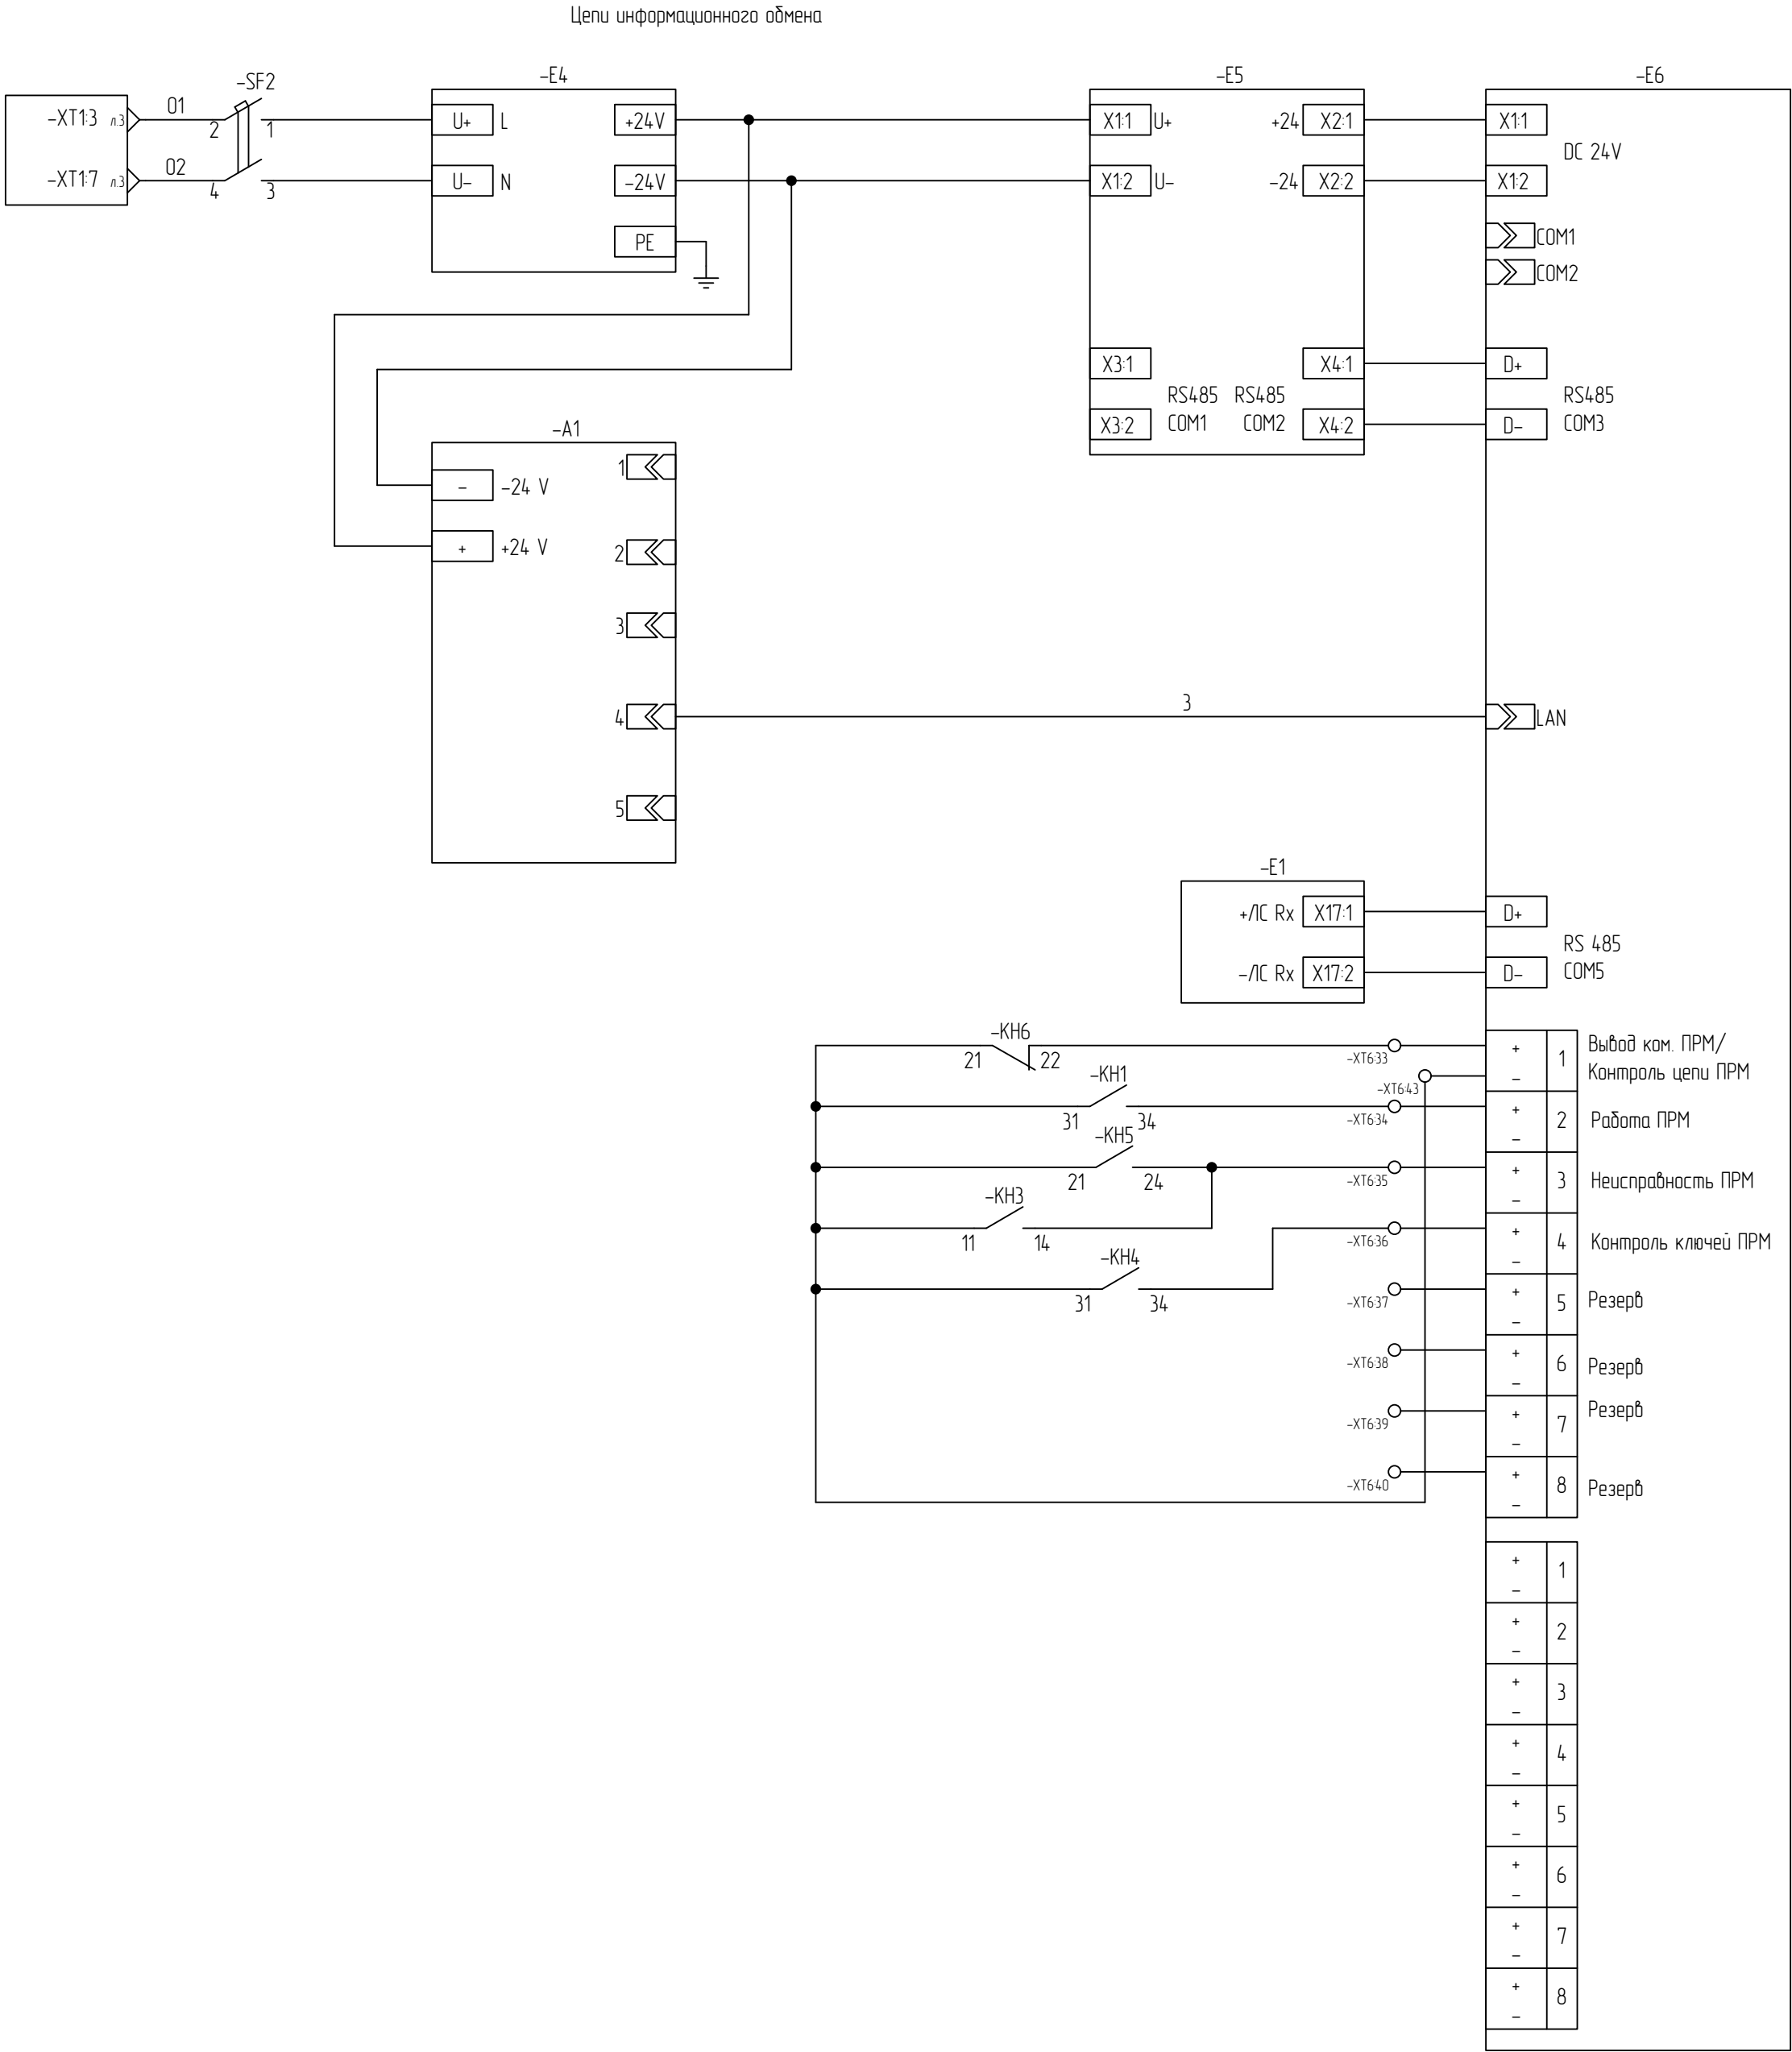 Цепи информационного обмена
-XT1:3 л.3
01
2
-SF2
1
-XT1:7 л.3
02
4
3
-E4
U+ L
+24V
U- N
-24V
PE
-E5
X1:1 U+
+24 X2:1
X1:2 U-
-24 X2:2
X3:1
X4:1
RS485
COM1
RS485
COM2
X3:2
X4:2
-E6
X1:1
DC 24V
X1:2
COM1
COM2
D+
RS485
COM3
D-
-A1
- -24 V
+ +24 V
1
2
3
4
5
3
LAN
-E1
+ЛС Rx X17:1
-ЛС Rx X17:2
D+
RS 485
COM5
D-
-KH6
21
22
-XT6:33
-XT6:43
-KH1
31
34
-XT6:34
-KH5
21
24
-XT6:35
-KH3
11
14
-XT6:36
-KH4
31
34
-XT6:37
-XT6:38
-XT6:39
-XT6:40
+
-
1
Вывод ком. ПРМ/
Контроль цепи ПРМ
+
-
2
Работа ПРМ
+
-
3
Неисправность ПРМ
+
-
4
Контроль ключей ПРМ
+
-
5
Резерв
+
-
6
Резерв
+
-
7
Резерв
+
-
8
Резерв
+
-
1
+
-
2
+
-
3
+
-
4
+
-
5
+
-
6
+
-
7
+
-
8